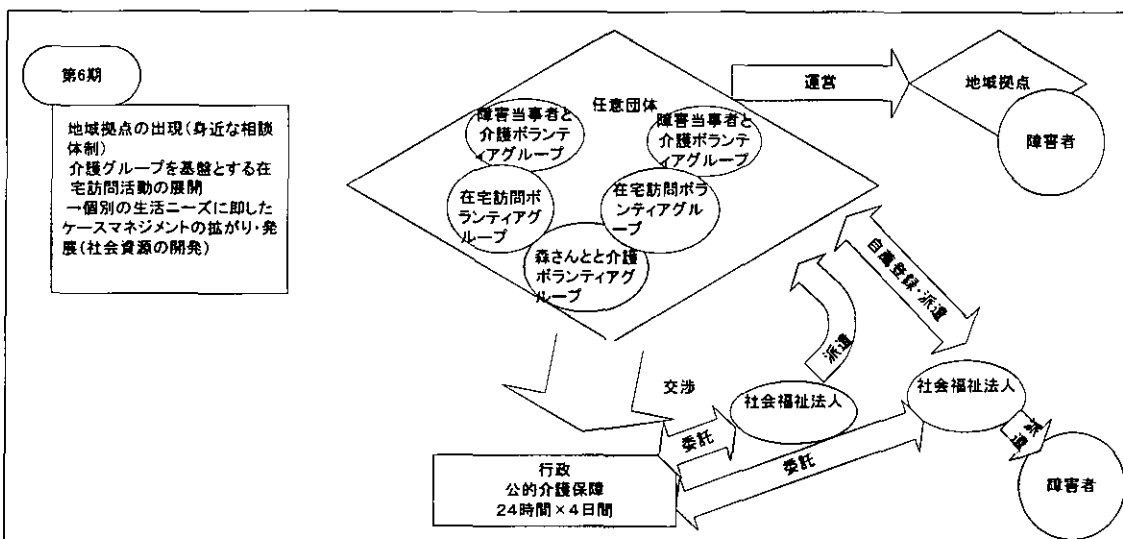 第6期
地域拠点の出現(身近な相談
体制)
介護グループを基盤とする在
宅訪問活動の展開
→個別の生活ニーズに即した
ケースマネジメントの拡がり・発
展(社会資源の開発)
任意団体
障害当事者と
介護ボランテ
ィアグループ
障害当事者と
介護ボランテ
ィアグループ
在宅訪問ボ
ランティアグ
ループ
在宅訪問ボラ
ンティアグル
ープ
森さんとと介護
ボランティアグ
ループ
運営
地域拠点
障害者
自薦登録・派遣
派遣
交渉
社会福祉法人
社会福祉法人
委託
委託
派遣
障害者
行政
公的介護保障
24時間×4日間